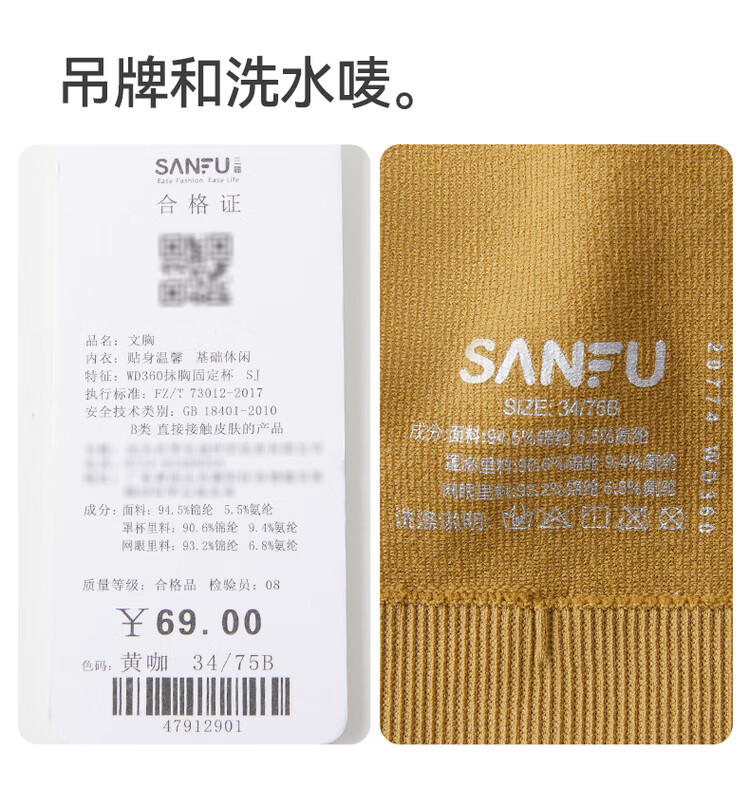 吊牌和洗水唛。
SANFU 三福
Easy Fashion Easy Life
合格证
品名：文胸
内衣：贴身温馨 基础休闲
特征：WD360抹胸固定杯 SJ
执行标准：FZ/T 73012-2017
安全技术类别：GB 18401-2010
B类 直接接触皮肤的产品
成分：面料：94.5%锦纶 5.5%氨纶
罩杯里料：90.6%锦纶 9.4%氨纶
网眼里料：93.2%锦纶 6.8%氨纶
质量等级：合格品 检验员：08
￥69.00
色码：黄咖 34/75B
47912901
SANFU
SIZE: 34/75B
成分:面料:94.5%锦纶 5.5%氨纶
罩杯里料:90.6%锦纶 9.4%氨纶
网眼里料:93.2%锦纶 6.8%氨纶
洗涤说明:
20774 WD360